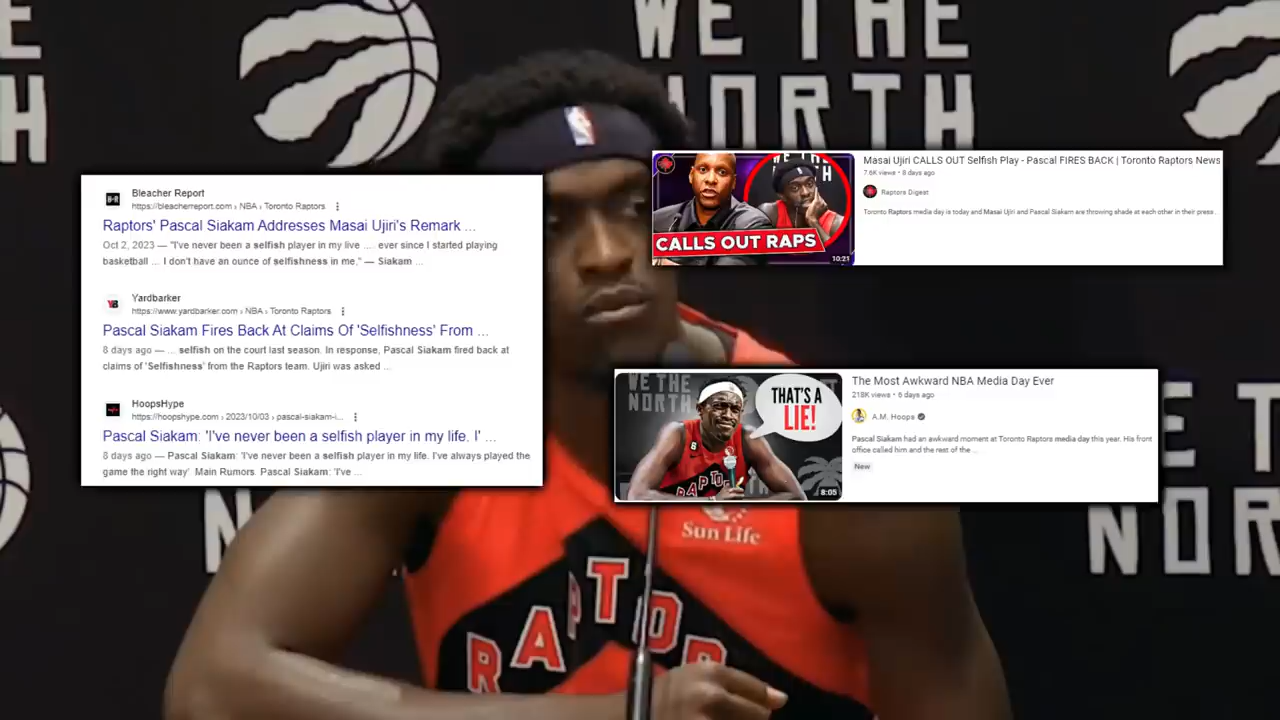 WE THE
NORTH
Bleacher Report
https://bleacherreport.com › NBA › Toronto Raptors
Raptors' Pascal Siakam Addresses Masai Ujiri's Remark ...
Oct 2, 2023 — "I've never been a selfish player in my live .... ever since I started playing
basketball ... I don't have an ounce of selfishness in me," — Siakam ...
Yardbarker
https://www.yardbarker.com › NBA › Toronto Raptors
Pascal Siakam Fires Back At Claims Of 'Selfishness' From ...
8 days ago — ... selfish on the court last season. In response, Pascal Siakam fired back at
claims of 'Selfishness' from the Raptors team. Ujiri was asked ...
HoopsHype
https://hoopshype.com › 2023/10/03 › pascal-siakam-i...
Pascal Siakam: 'I've never been a selfish player in my life. I' ...
8 days ago — Pascal Siakam: 'I've never been a selfish player in my life. I've always played the
game the right way' Main Rumors. Pascal Siakam: 'I've ...
WE THE
CALLS OUT RAPS
10:21
Masai Ujiri CALLS OUT Selfish Play - Pascal FIRES BACK | Toronto Raptors News
7.6K views • 8 days ago
Raptors Digest
Toronto Raptors media day is today and Masai Ujiri and Pascal Siakam are throwing shade at each other in their press .
WE THE
NORTH
THAT'S A
LIE!
RAPTO
8:05
The Most Awkward NBA Media Day Ever
218K views • 6 days ago
A.M. Hoops
Pascal Siakam had an awkward moment at Toronto Raptors media day this year. His front
office called him and the rest of the ...
New
Sun Life
RAPTOR
E T
NOR